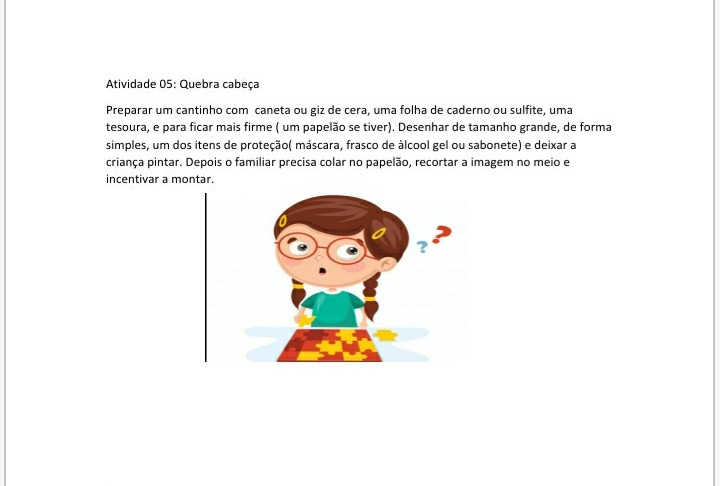 Atividade 05: Quebra cabeça
Preparar um cantinho com  caneta ou giz de cera, uma folha de caderno ou sulfite, uma
tesoura, e para ficar mais firme ( um papelão se tiver). Desenhar de tamanho grande, de forma
simples, um dos itens de proteção( máscara, frasco de àlcool gel ou sabonete) e deixar a
criança pintar. Depois o familiar precisa colar no papelão, recortar a imagem no meio e
incentivar a montar.
? ?